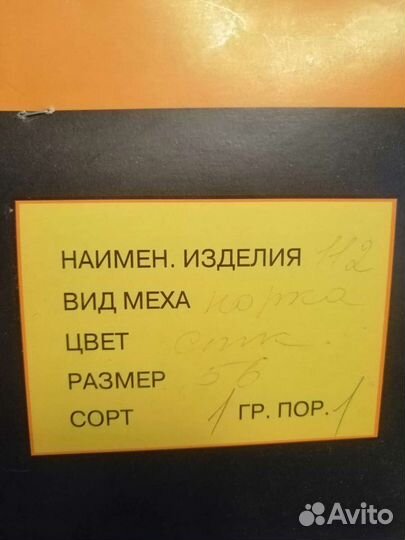 НАИМЕН. ИЗДЕЛИЯ 112
ВИД МЕХА норка
ЦВЕТ
РАЗМЕР 56
СОРТ 1 ГР. ПОР. 1
Avito